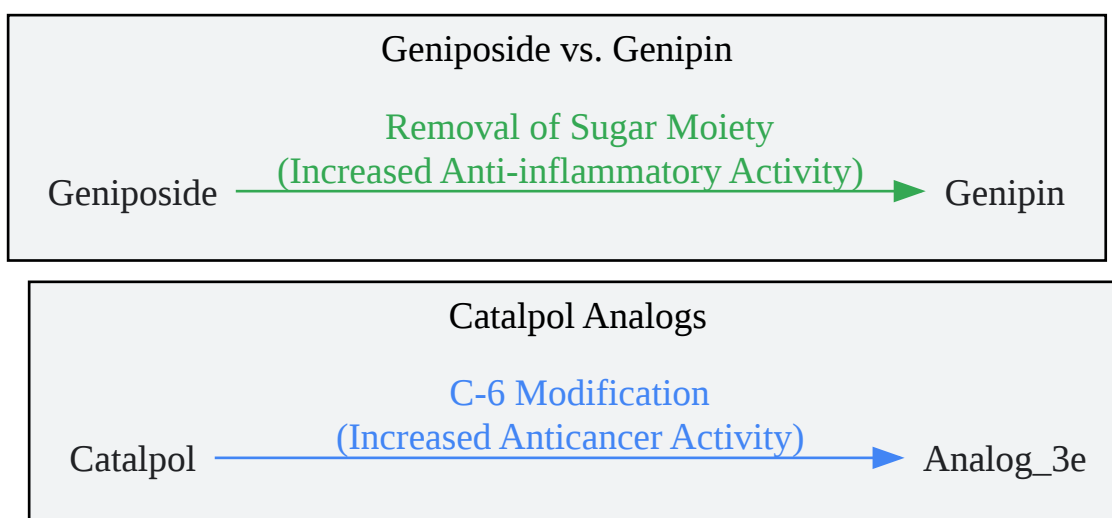 Geniposide vs. Genipin
Removal of Sugar Moiety
(Increased Anti-inflammatory Activity)
Geniposide
Genipin
Catalpol Analogs
C-6 Modification
(Increased Anticancer Activity)
Catalpol
Analog_3e